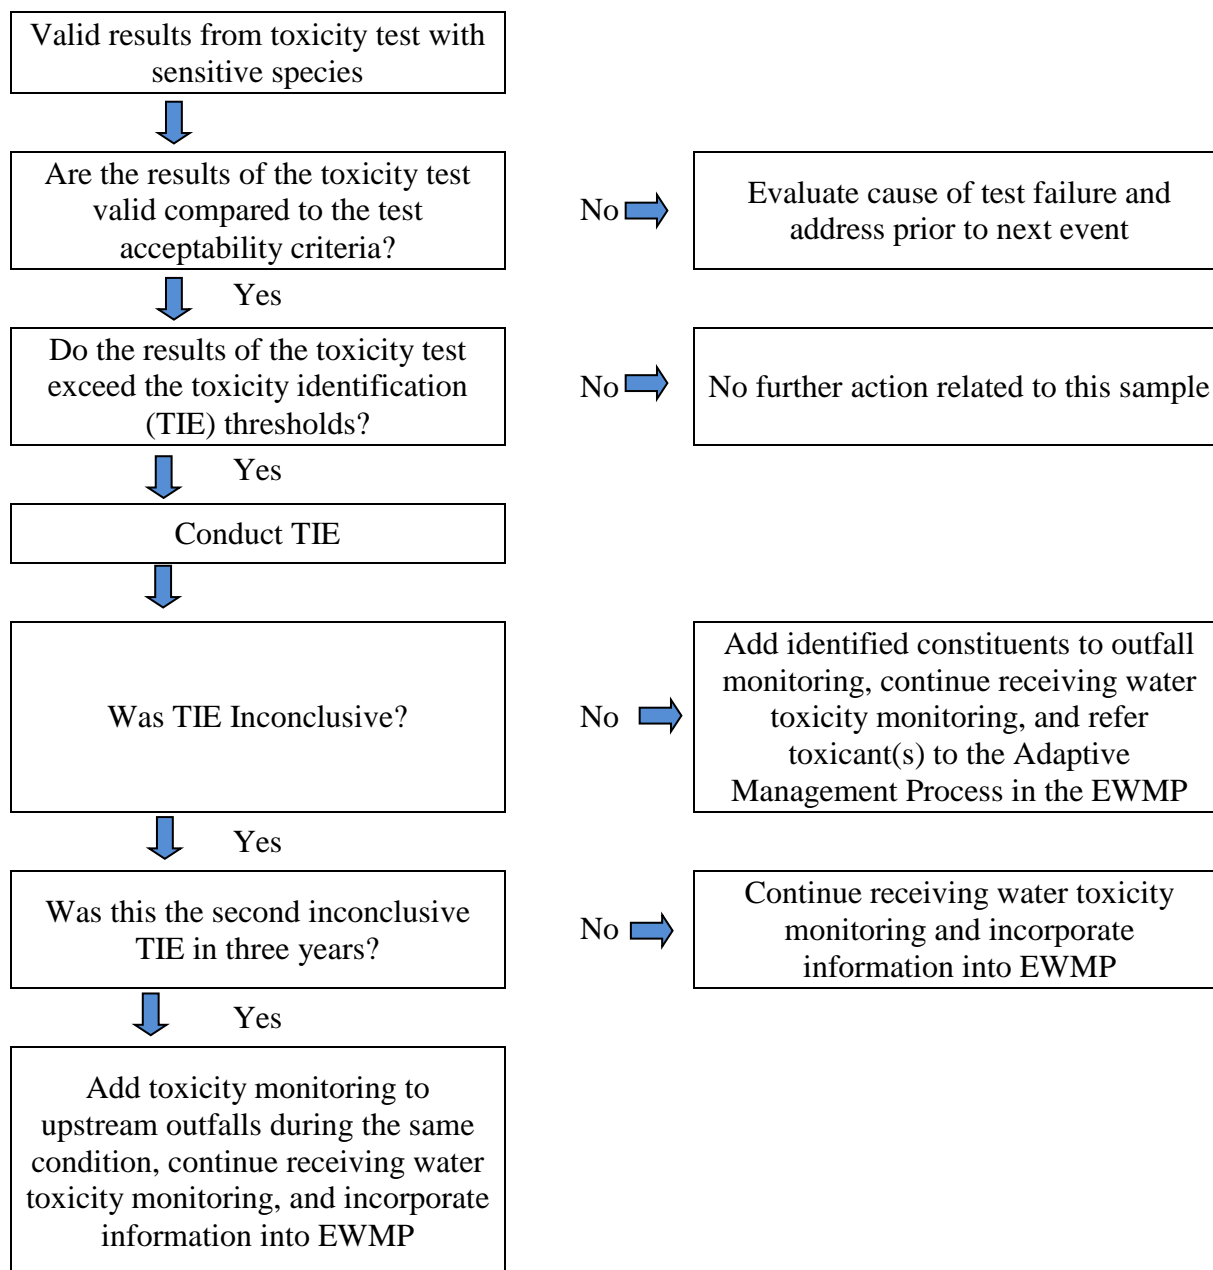 Valid results from toxicity test with
sensitive species
Are the results of the toxicity test
valid compared to the test
acceptability criteria?
No
Evaluate cause of test failure and
address prior to next event
Yes
Do the results of the toxicity test
exceed the toxicity identification
(TIE) thresholds?
No
No further action related to this sample
Yes
Conduct TIE
Was TIE Inconclusive?
No
Add identified constituents to outfall
monitoring, continue receiving water
toxicity monitoring, and refer
toxicant(s) to the Adaptive
Management Process in the EWMP
Yes
Was this the second inconclusive
TIE in three years?
No
Continue receiving water toxicity
monitoring and incorporate
information into EWMP
Yes
Add toxicity monitoring to
upstream outfalls during the same
condition, continue receiving water
toxicity monitoring, and incorporate
information into EWMP